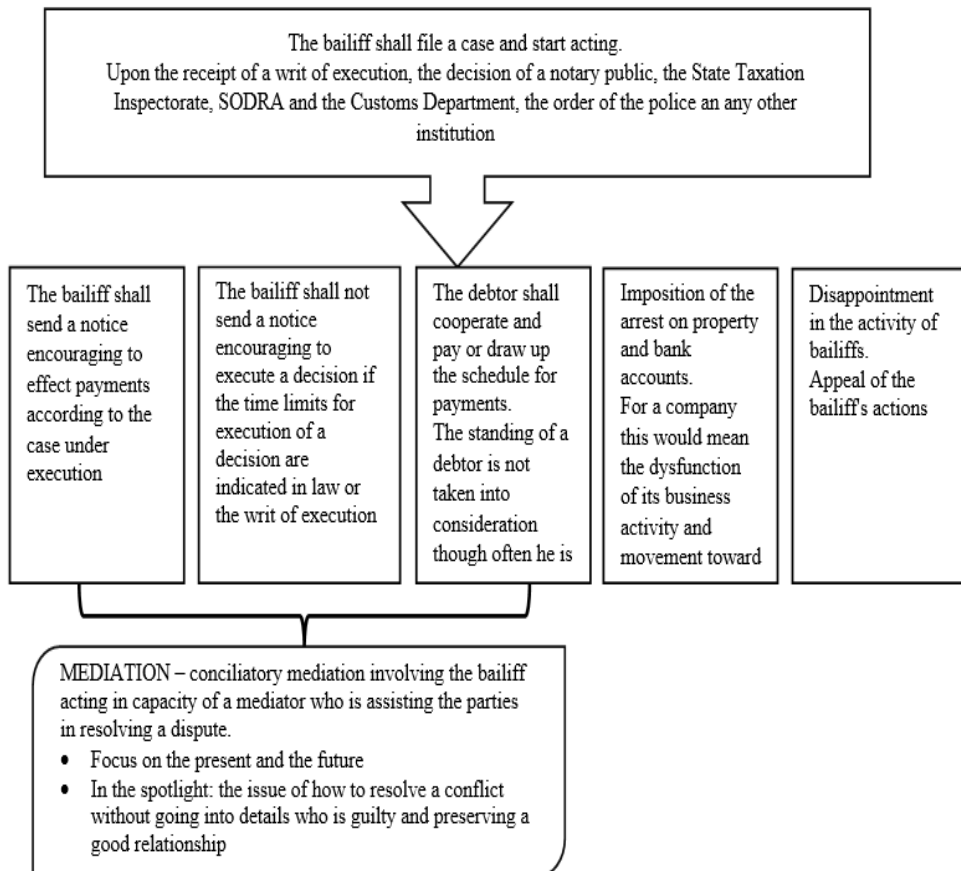 The bailiff shall file a case and start acting.
Upon the receipt of a writ of execution, the decision of a notary public, the State Taxation
Inspectorate, SODRA and the Customs Department, the order of the police an any other
institution
The bailiff shall
send a notice
encouraging to
effect payments
according to the
case under
execution
The bailiff shall not
send a notice
encouraging to
execute a decision if
the time limits for
execution of a
decision are
indicated in law or
the writ of execution
The debtor shall
cooperate and
pay or draw up
the schedule for
payments.
The standing of a
debtor is not
taken into
consideration
though often he is
Imposition of the
arrest on property
and bank
accounts.
For a company
this would mean
the dysfunction
of its business
activity and
movement toward
Disappointment
in the activity of
bailiffs.
Appeal of the
bailiff's actions
MEDIATION – conciliatory mediation involving the bailiff
acting in capacity of a mediator who is assisting the parties
in resolving a dispute.
• Focus on the present and the future
• In the spotlight: the issue of how to resolve a conflict
without going into details who is guilty and preserving a
good relationship